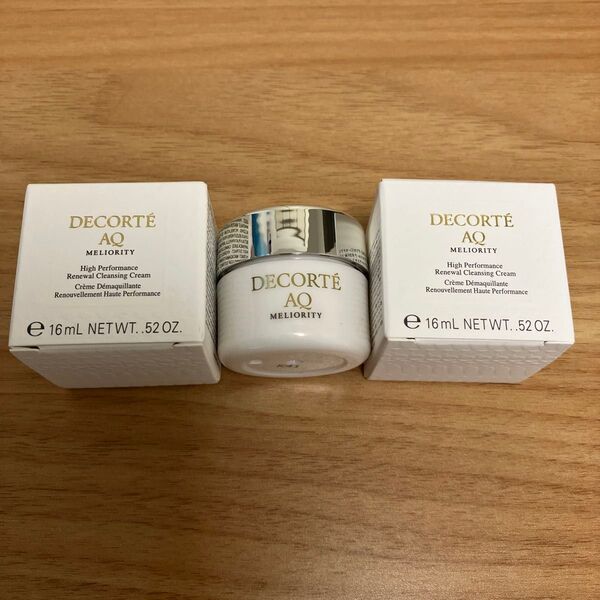 DECORTÉ
AQ
MELIORITY
High Performance
Renewal Cleansing Cream
Crème Démaquillante
Renouvellement Haute Performance
e 16mL NETWT. .52 OZ.
DECORTÉ
AQ
MELIORITY
DECORTÉ
AQ
MELIORITY
High Performance
Renewal Cleansing Cream
Crème Démaquillante
Renouvellement Haute Performance
e 16mL NETWT. .52 OZ.